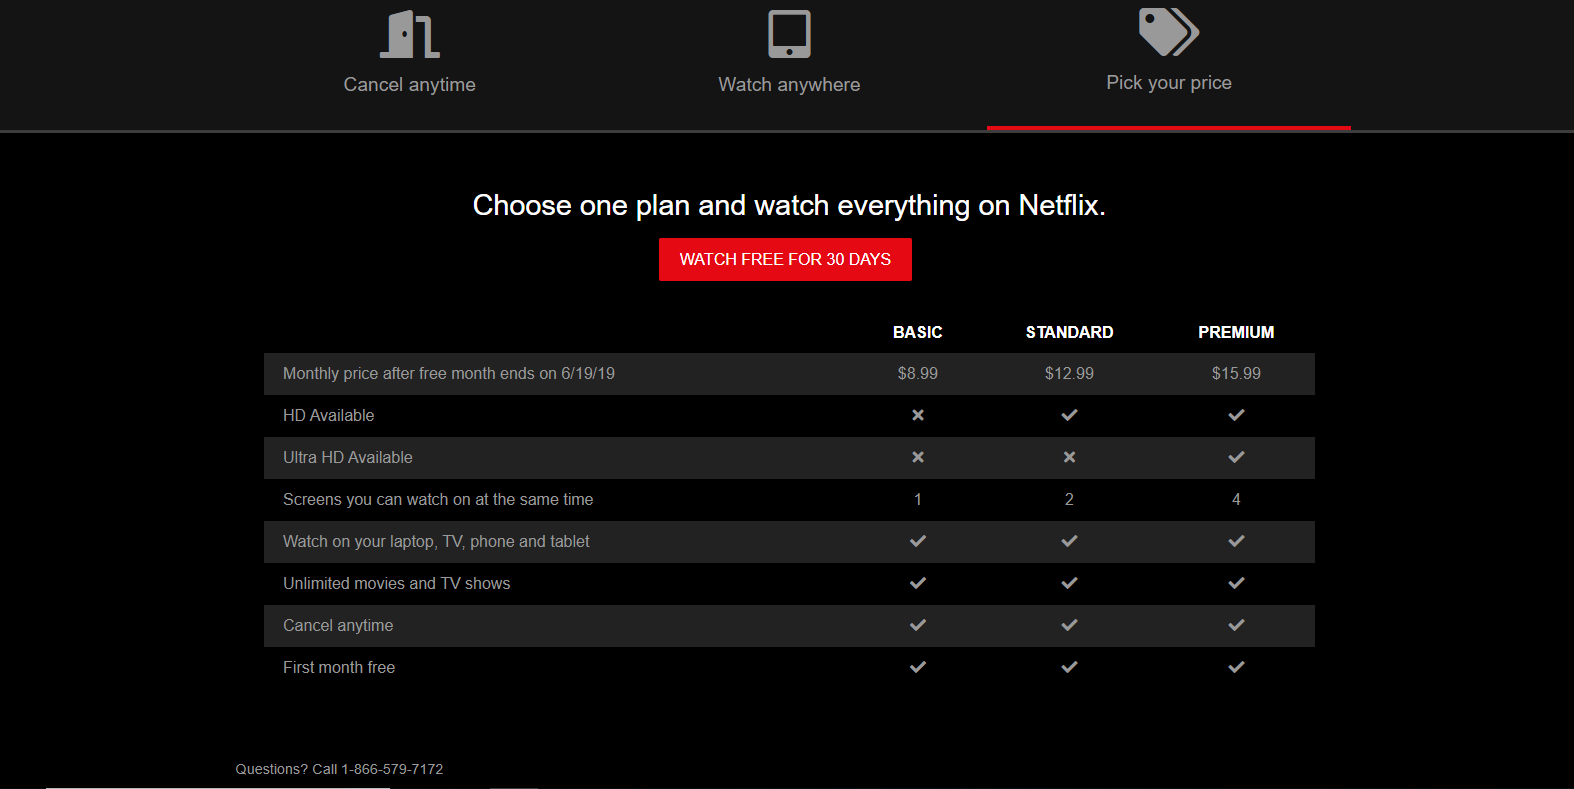 Cancel anytime
Watch anywhere
Pick your price
Choose one plan and watch everything on Netflix.
WATCH FREE FOR 30 DAYS
BASIC STANDARD PREMIUM
Monthly price after free month ends on 6/19/19 $8.99 $12.99 $15.99
HD Available
Ultra HD Available
Screens you can watch on at the same time 1 2 4
Watch on your laptop, TV, phone and tablet
Unlimited movies and TV shows
Cancel anytime
First month free
Questions? Call 1-866-579-7172